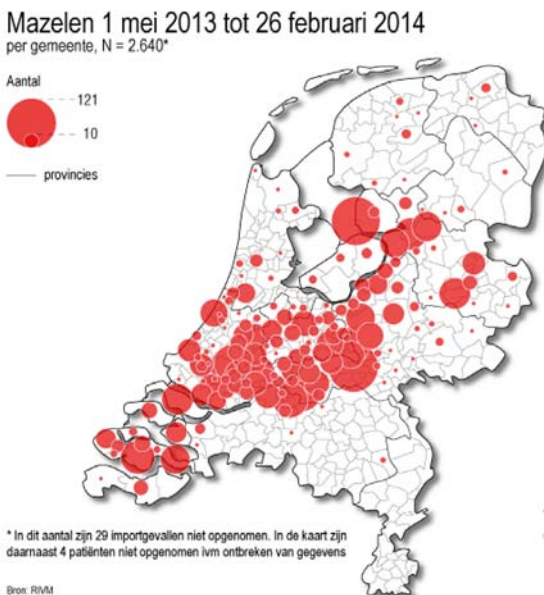 Mazelen 1 mei 2013 tot 26 februari 2014
per gemeente, N = 2.640*
Aantal
121
10
provincies
* In dit aantal zijn 29 importgevallen niet opgenomen. In de kaart zijn
daarnaast 4 patiënten niet opgenomen ivm ontbreken van gegevens
Bron: RIVM